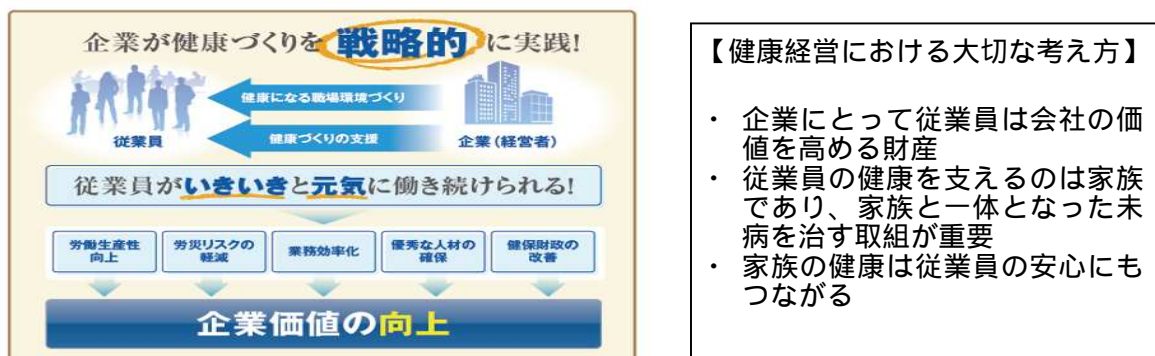 企業が健康づくりを戦略的に実践!
健康になる職場環境づくり
健康づくりの支援
従業員
企業(経営者)
従業員がいきいきと元気に働き続けられる!
労働生産性
向上
労災リスクの
軽減
業務効率化
優秀な人材の
確保
健保財政の
改善
企業価値の向上
【健康経営における大切な考え方】
・ 企業にとって従業員は会社の価
値を高める財産
・ 従業員の健康を支えるのは家族
であり、家族と一体となった未
病を治す取組が重要
・ 家族の健康は従業員の安心にも
つながる